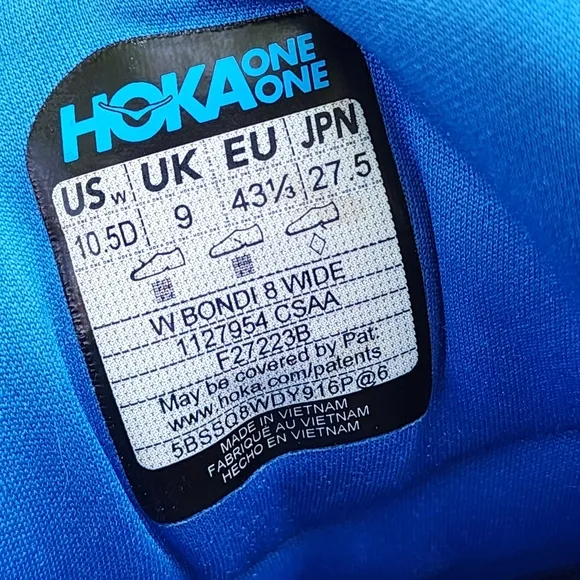 HOKA ONE ONE
US W UK EU JPN
10.5D 9 43⅓ 27.5
W BONDI 8 WIDE
1127954 CSAA
F27223B
May be covered by Pat:
www.hoka.com/patents
5BS5Q8WDY916P@6
MADE IN VIETNAM
FABRIQUÉ AU VIETNAM
HECHO EN VIETNAM